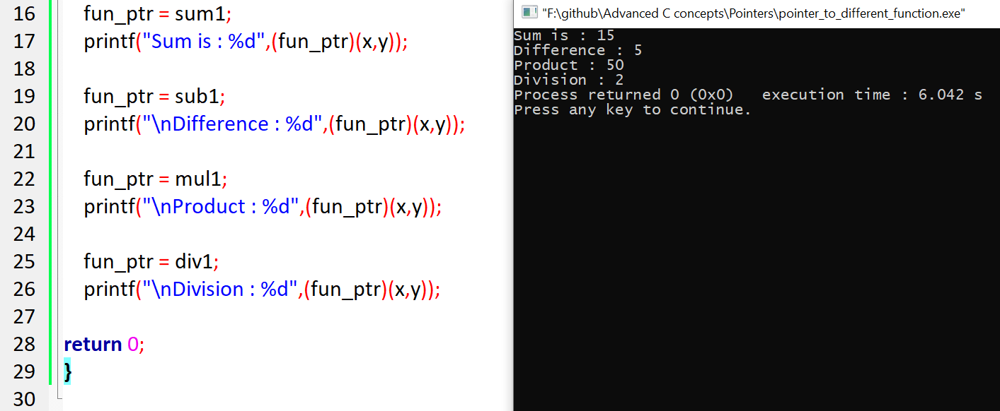 16 fun_ptr = sum1;
17 printf("Sum is : %d",(fun_ptr)(x,y));
18
19 fun_ptr = sub1;
20 printf("\nDifference : %d",(fun_ptr)(x,y));
21
22 fun_ptr = mul1;
23 printf("\nProduct : %d",(fun_ptr)(x,y));
24
25 fun_ptr = div1;
26 printf("\nDivision : %d",(fun_ptr)(x,y));
27
28 return 0;
29 }
30
"F:\github\Advanced C concepts\Pointers\pointer_to_different_function.exe"
Sum is : 15
Difference : 5
Product : 50
Division : 2
Process returned 0 (0x0)   execution time : 6.042 s
Press any key to continue.